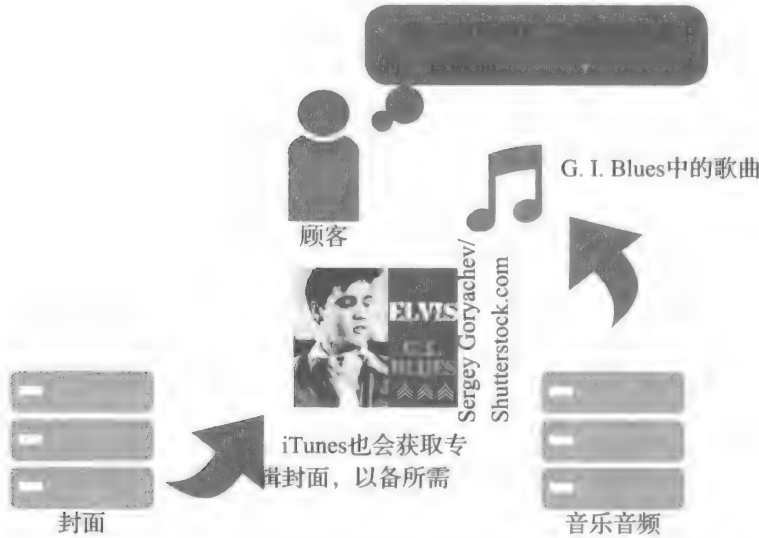 G. I. Blues中的歌曲
顾客
Sergey Goryachev/
Shutterstock.com
ELVIS
G.I.
BLUES
iTunes也会获取专
辑封面，以备所需
封面
音乐音频